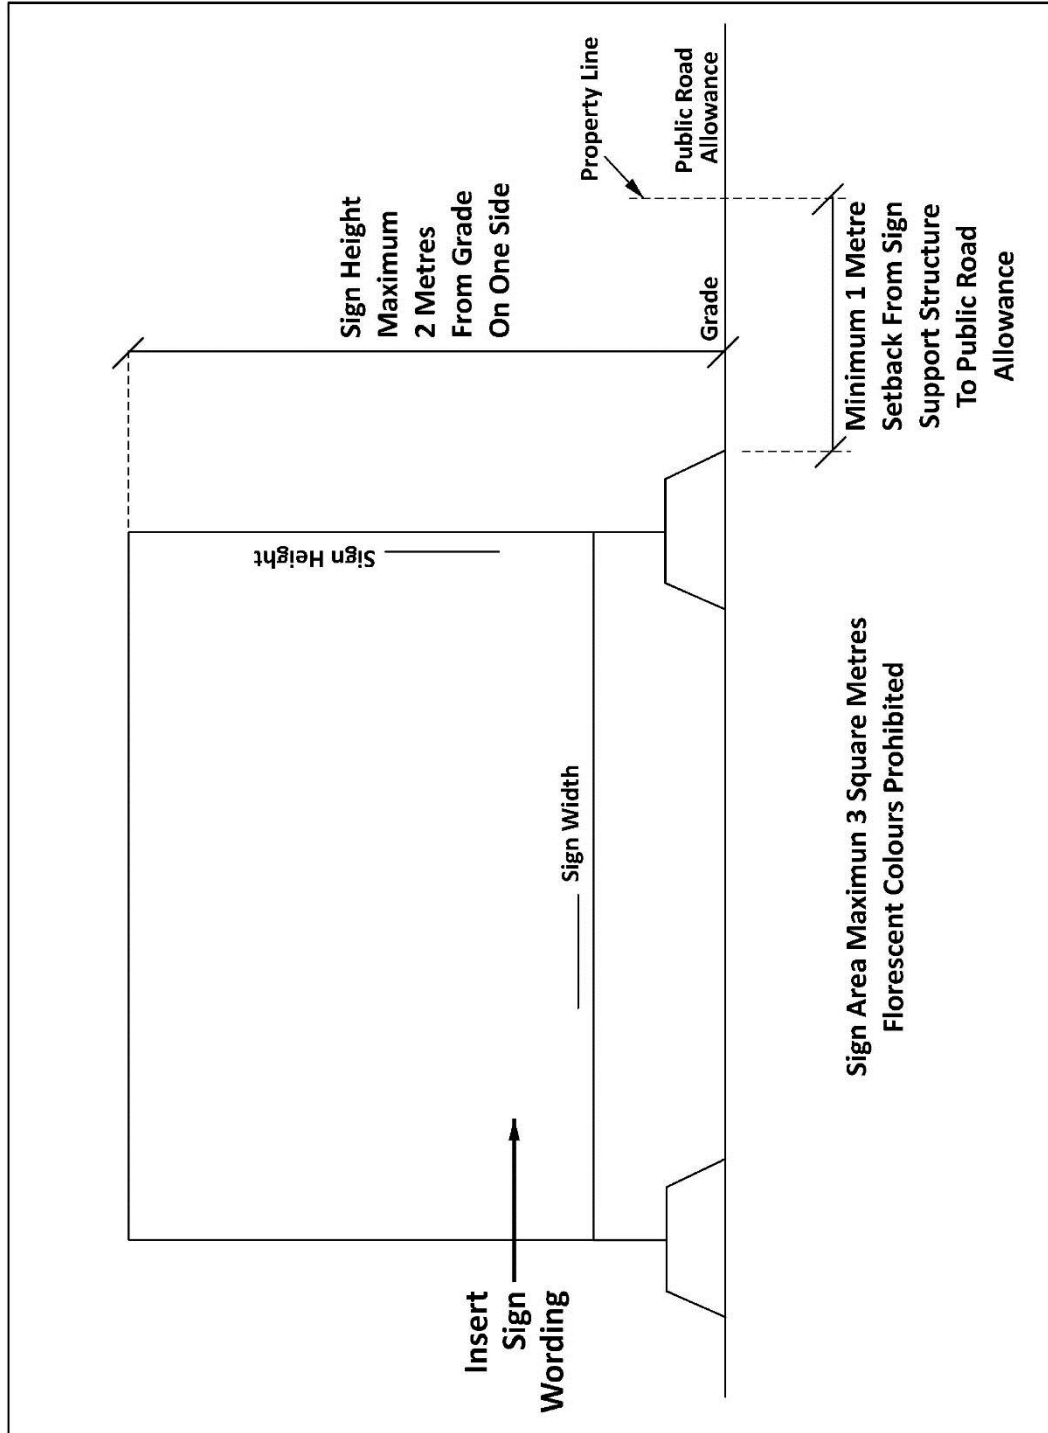 Sign Height
Maximum
2 Metres
From Grade
On One Side
Property Line
Public Road
Allowance
Grade
Sign Height
Sign Width
Insert
Sign
Wording
Minimum 1 Metre
Setback From Sign
Support Structure
To Public Road
Allowance
Sign Area Maximun 3 Square Metres
Florescent Colours Prohibited